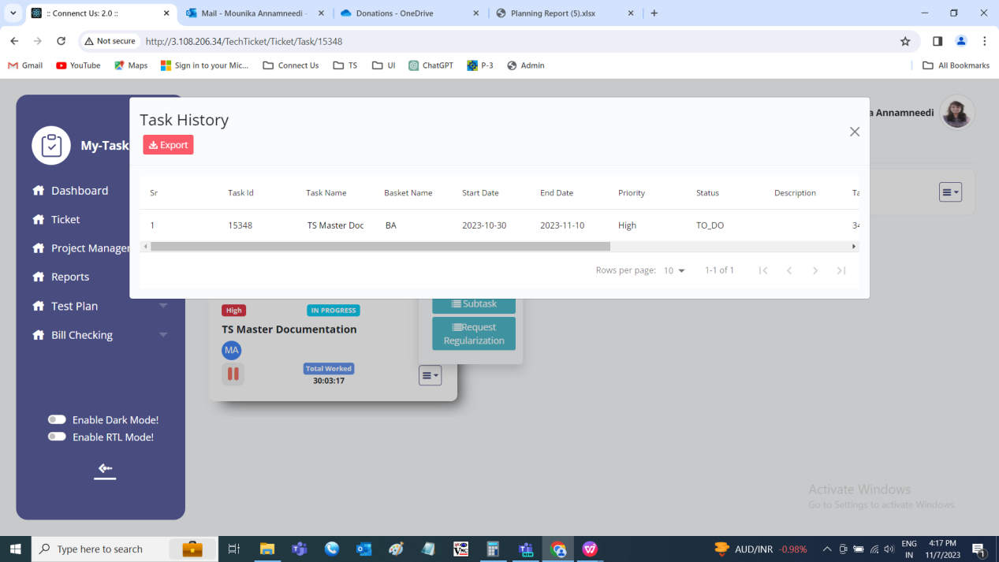 :: Connenct Us: 2.0 ::
Mail - Mounika Annamneedi -
Donations - OneDrive
Planning Report (5).xlsx
Not secure
http://3.108.206.34/TechTicket/Ticket/Task/15348
Gmail
YouTube
Maps
Sign in to your Mic...
Connect Us
TS
UI
ChatGPT
P-3
Admin
All Bookmarks
My-Task
Dashboard
Ticket
Project Manager
Reports
Test Plan
Bill Checking
Enable Dark Mode!
Enable RTL Mode!
a Annamneedi
Task History
Export
Sr Task Id Task Name Basket Name Start Date End Date Priority Status Description Ta
1 15348 TS Master Doc BA 2023-10-30 2023-11-10 High TO_DO 34
Rows per page: 10 1-1 of 1
High
IN PROGRESS
TS Master Documentation
MA
Total Worked
30:03:17
Subtask
Request
Regularization
Activate Windows
Go to Settings to activate Windows.
Type here to search
NEW
AUD/INR -0.98%
ENG
IN
4:17 PM
11/7/2023
1